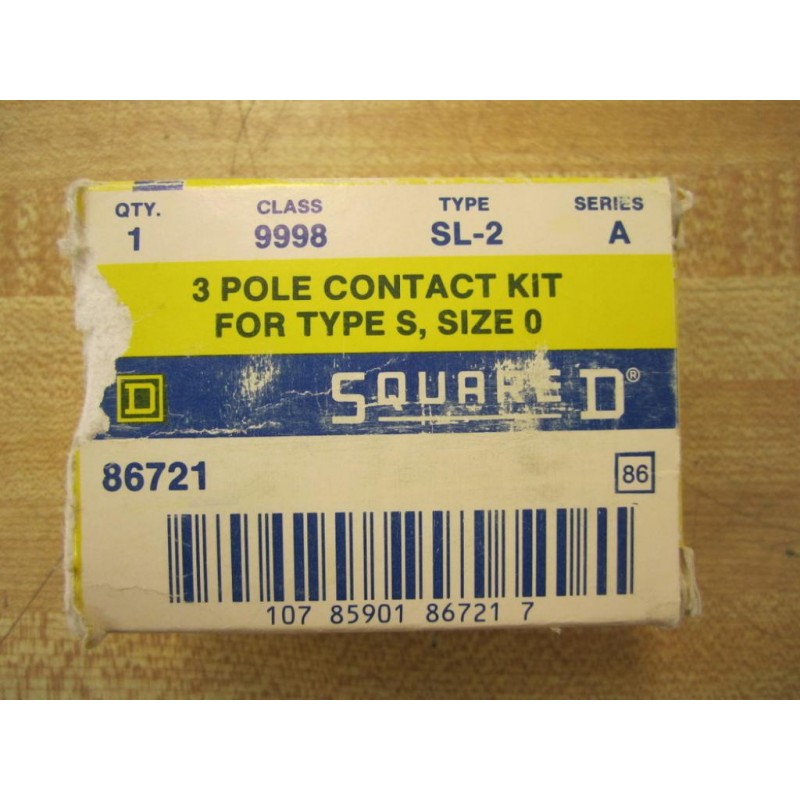 QTY. CLASS TYPE SERIES
1 9998 SL-2 A
3 POLE CONTACT KIT
FOR TYPE S, SIZE 0
D SQUARE D®
86721 86
107 85901 86721 7